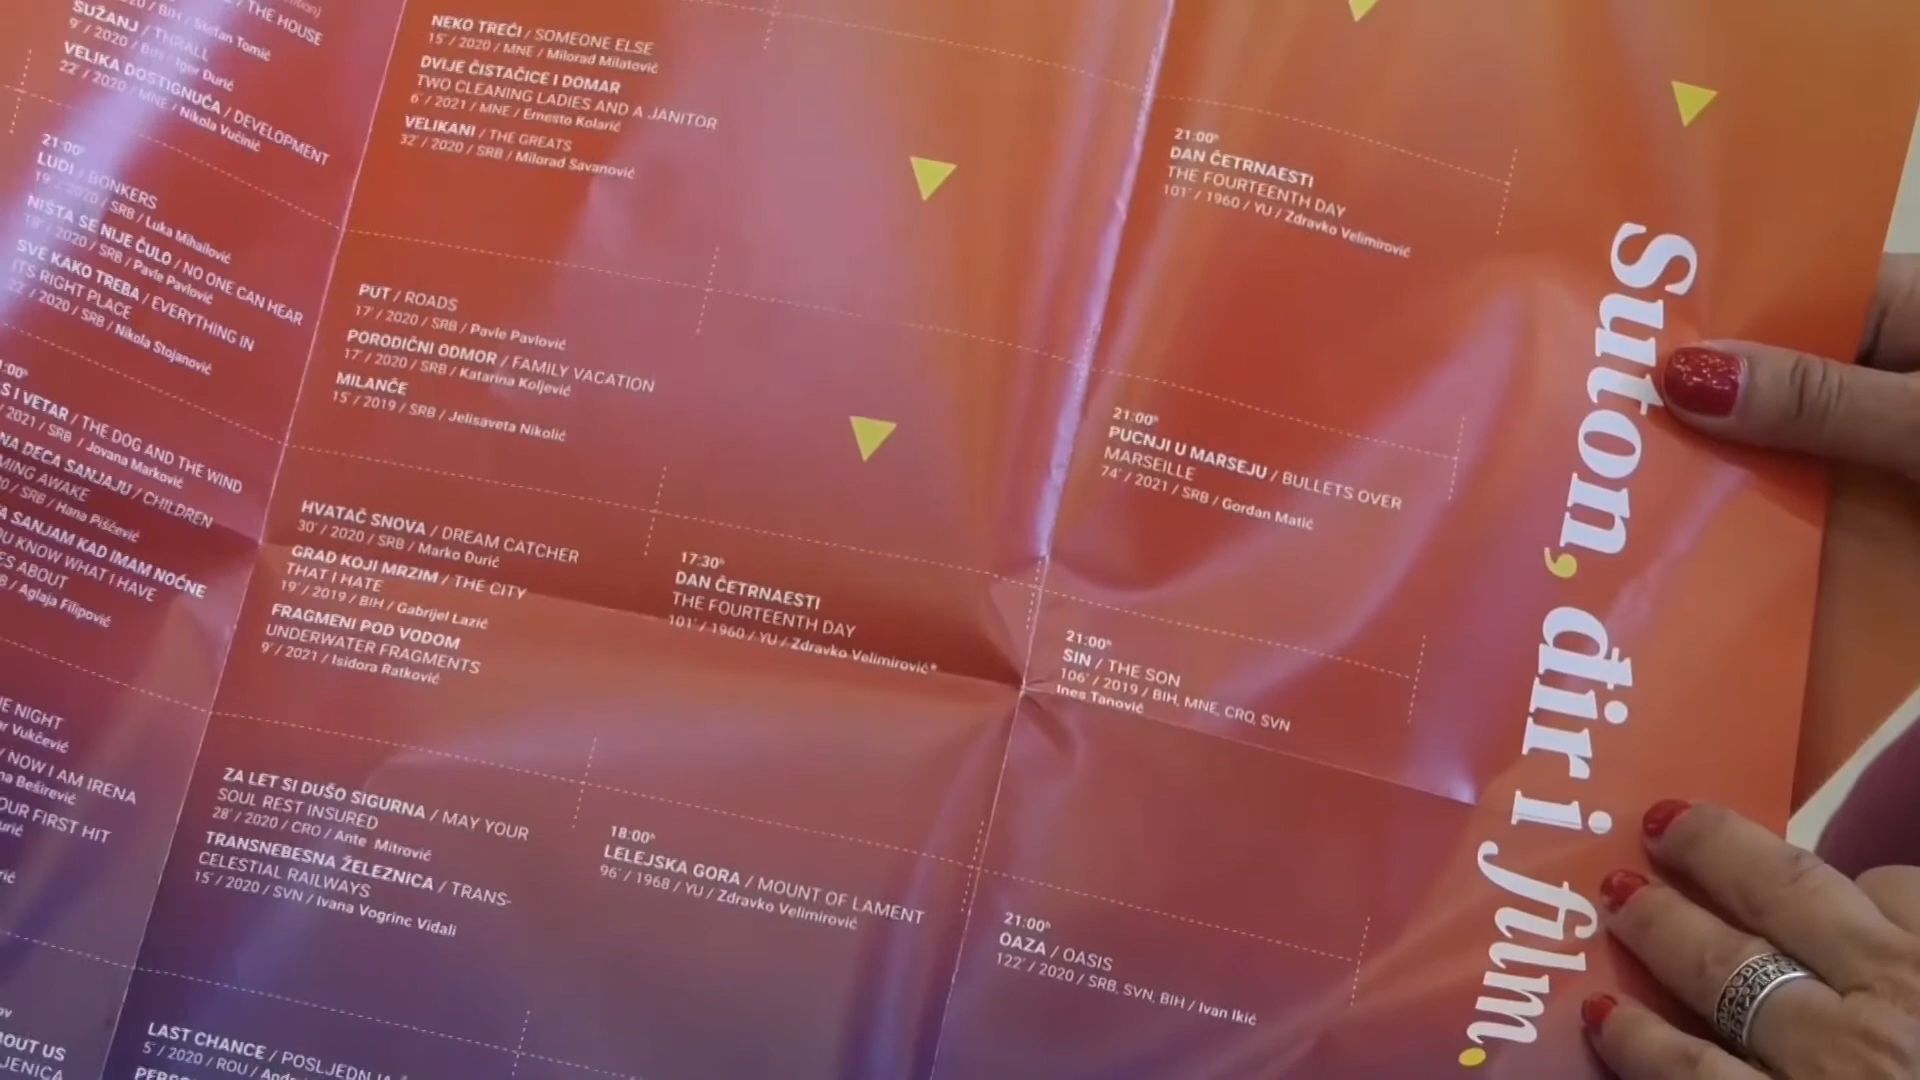 / THE HOUSE
/ BIH / Stefan Tomić
SUŽANJ / THRALL
9' / 2020 / BIH / Igor Đurić
VELIKA DOSTIGNUĆA / DEVELOPMENT
22' / 2020 / MNE / Nikola Vučinić
21:00h
LUDI / BONKERS
19' / 2020 / SRB / Luka Mihailović
NIŠTA SE NIJE ČULO / NO ONE CAN HEAR
18' / 2020 / SRB / Pavle Pavlović
SVE KAKO TREBA / EVERYTHING IN
ITS RIGHT PLACE
22' / 2020 / SRB / Nikola Stojanović
I VETAR / THE DOG AND THE WIND
2021 / SRB / Jovana Marković
DECA SANJAJU / CHILDREN
AWAKE
/ SRB / Hana Piščević
SANJAM KAD IMAM NOĆNE
KNOW WHAT I HAVE
ABOUT
/ Aglaja Filipović
NIGHT
Vukčević
/ NOW I AM IRENA
Beširević
OUR FIRST HIT
NEKO TREĆI / SOMEONE ELSE
15' / 2020 / MNE / Milorad Milatović
DVIJE ČISTAČICE I DOMAR
TWO CLEANING LADIES AND A JANITOR
6' / 2021 / MNE / Ernesto Kolarić
VELIKANI / THE GREATS
32' / 2020 / SRB / Milorad Savanović
PUT / ROADS
17' / 2020 / SRB / Pavle Pavlović
PORODIČNI ODMOR / FAMILY VACATION
17' / 2020 / SRB / Katarina Koljević
MILANČE
15' / 2019 / SRB / Jelisaveta Nikolić
HVATAČ SNOVA / DREAM CATCHER
30' / 2020 / SRB / Marko Đurić
GRAD KOJI MRZIM / THE CITY
THAT I HATE
19' / 2019 / BIH / Gabrijel Lazić
FRAGMENI POD VODOM
UNDERWATER FRAGMENTS
9' / 2021 / Isidora Ratković
ZA LET SI DUŠO SIGURNA / MAY YOUR
SOUL REST INSURED
28' / 2020 / CRO / Ante Mitrović
TRANSNEBESNA ŽELEZNICA / TRANS-
CELESTIAL RAILWAYS
15' / 2020 / SVN / Ivana Vogrinc Vidali
LAST CHANCE / POSLJEDNJA
5' / 2020 / ROU /
17:30h
DAN ČETRNAESTI
THE FOURTEENTH DAY
101' / 1960 / YU / Zdravko Velimirović*
18:00h
LELEJSKA GORA / MOUNT OF LAMENT
96' / 1968 / YU / Zdravko Velimirović
21:00h
DAN ČETRNAESTI
THE FOURTEENTH DAY
101' / 1960 / YU / Zdravko Velimirović
21:00h
PUCNJI U MARSEJU / BULLETS OVER
MARSEILLE
74' / 2021 / SRB / Gordan Matić
21:00h
SIN / THE SON
106' / 2019 / BIH, MNE, CRO, SVN
Ines Tanović
21:00h
OAZA / OASIS
122' / 2020 / SRB, SVN, BIH / Ivan Ikić
Suton, đir i film.